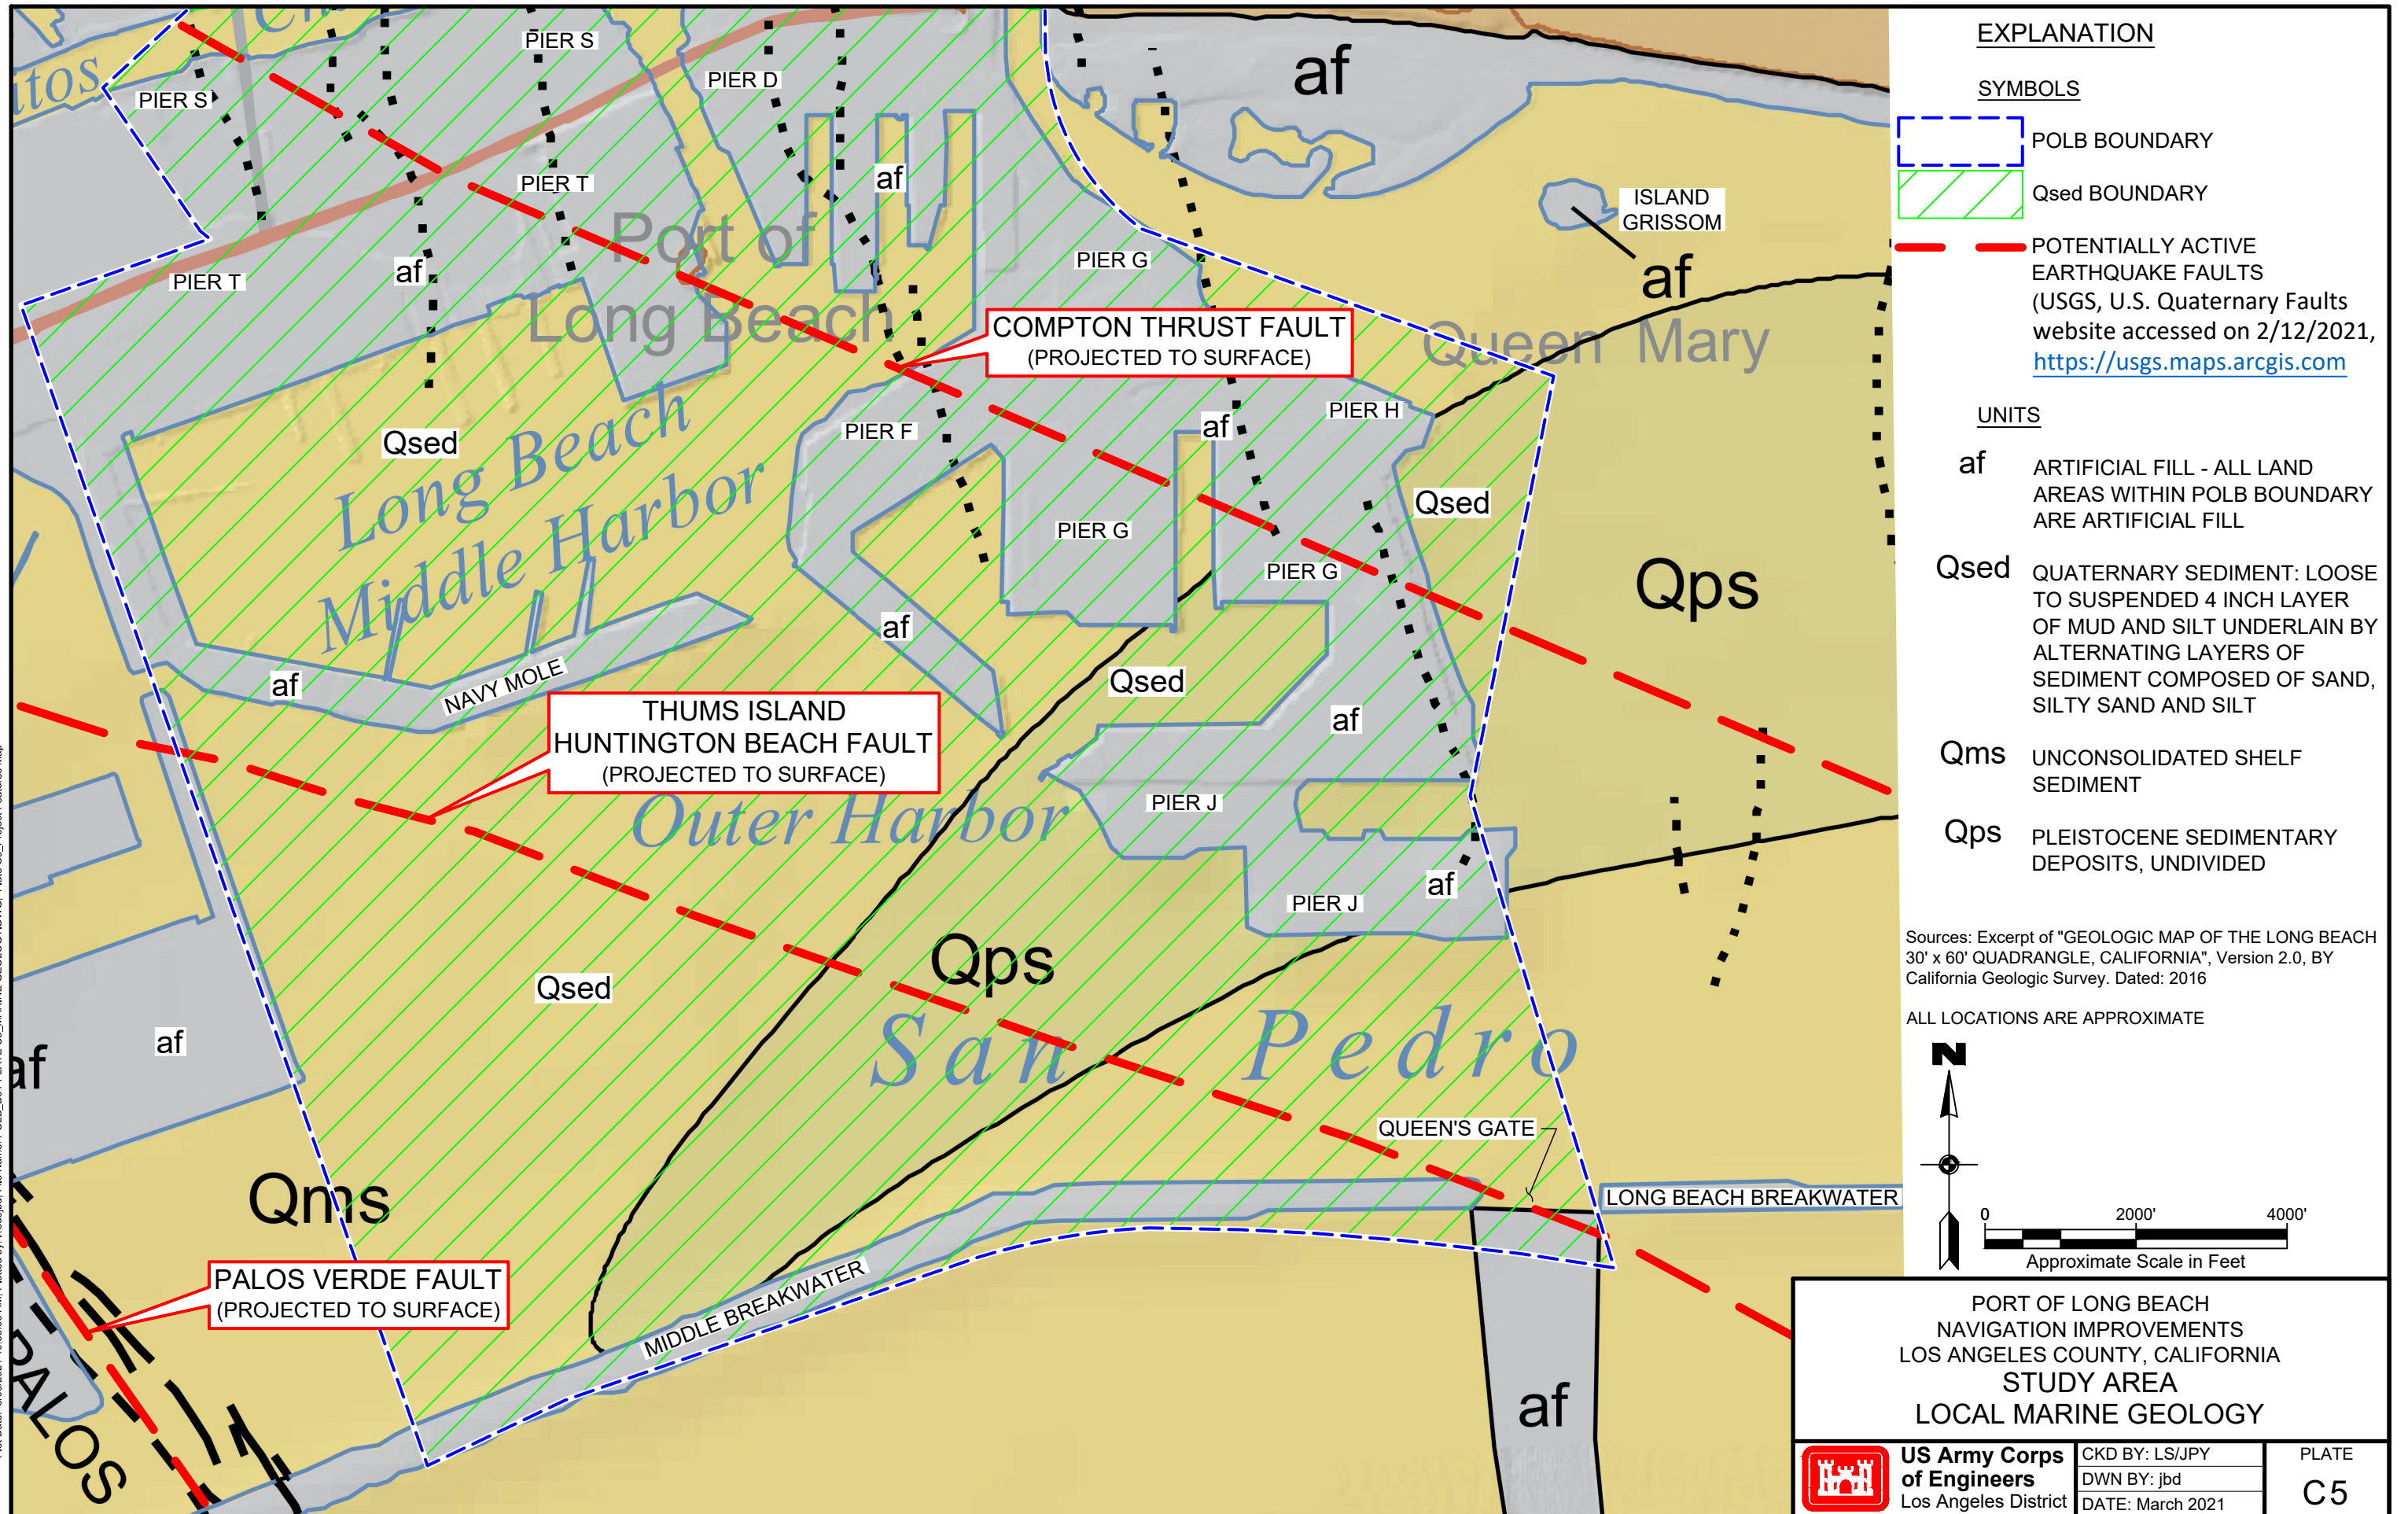 Ch
itos
PIER S
PIER S
PIER D
PIER T
PIER T
af
af
af
Port of
Long Beach
PIER G
ISLAND
GRISSOM
af
Queen Mary
COMPTON THRUST FAULT
(PROJECTED TO SURFACE)
PIER H
PIER F
af
Qsed
Long Beach
Middle Harbor
Qsed
PIER G
PIER G
Qps
af
Qsed
af
NAVY MOLE
af
THUMS ISLAND
HUNTINGTON BEACH FAULT
(PROJECTED TO SURFACE)
Outer Harbor
PIER J
af
PIER J
Qps
Qsed
San Pedro
af
af
QUEEN'S GATE
Qms
LONG BEACH BREAKWATER
PALOS VERDE FAULT
(PROJECTED TO SURFACE)
MIDDLE BREAKWATER
PALOS
af
EXPLANATION
SYMBOLS
POLB BOUNDARY
Qsed BOUNDARY
POTENTIALLY ACTIVE
EARTHQUAKE FAULTS
(USGS, U.S. Quaternary Faults
website accessed on 2/12/2021,
https://usgs.maps.arcgis.com
UNITS
af ARTIFICIAL FILL - ALL LAND
AREAS WITHIN POLB BOUNDARY
ARE ARTIFICIAL FILL
Qsed QUATERNARY SEDIMENT: LOOSE
TO SUSPENDED 4 INCH LAYER
OF MUD AND SILT UNDERLAIN BY
ALTERNATING LAYERS OF
SEDIMENT COMPOSED OF SAND,
SILTY SAND AND SILT
Qms UNCONSOLIDATED SHELF
SEDIMENT
Qps PLEISTOCENE SEDIMENTARY
DEPOSITS, UNDIVIDED
Sources: Excerpt of "GEOLOGIC MAP OF THE LONG BEACH
30' x 60' QUADRANGLE, CALIFORNIA", Version 2.0, BY
California Geologic Survey. Dated: 2016
ALL LOCATIONS ARE APPROXIMATE
N
0 2000' 4000'
Approximate Scale in Feet
PORT OF LONG BEACH
NAVIGATION IMPROVEMENTS
LOS ANGELES COUNTY, CALIFORNIA
STUDY AREA
LOCAL MARINE GEOLOGY
US Army Corps
of Engineers
Los Angeles District
CKD BY: LS/JPY
DWN BY: jbd
DATE: March 2021
PLATE
C5